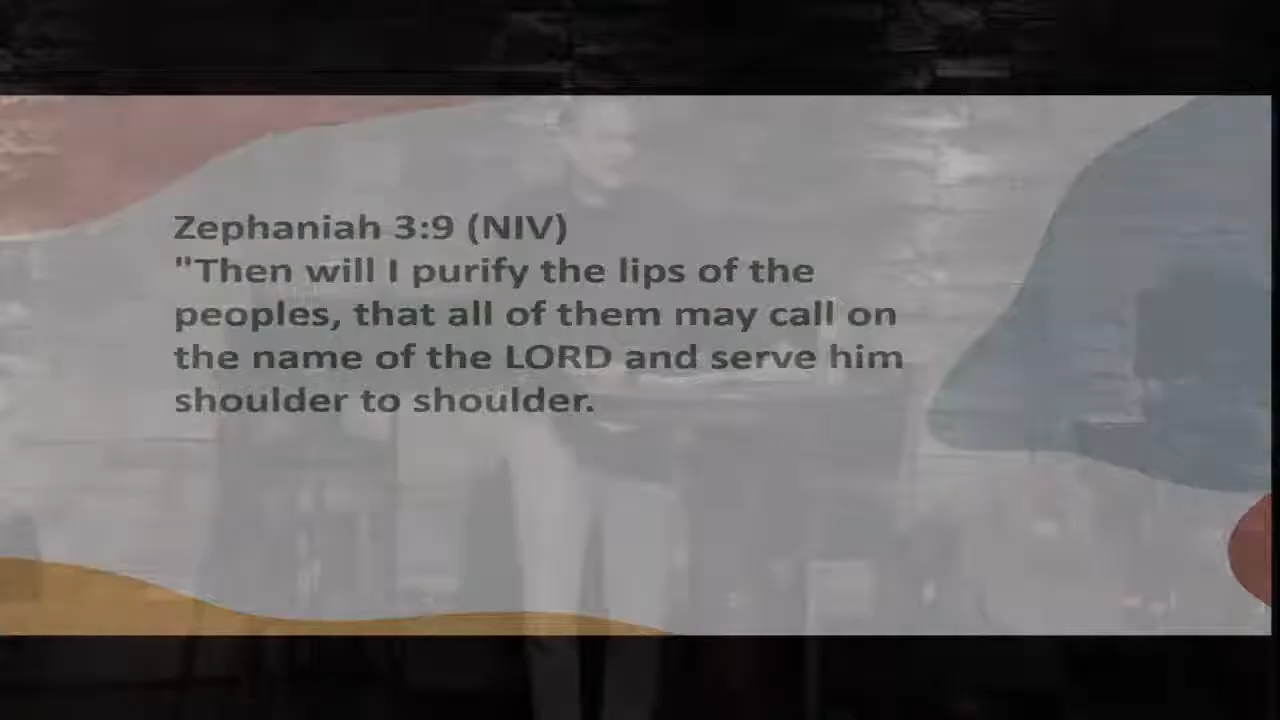 Zephaniah 3:9 (NIV)
"Then will I purify the lips of the
peoples, that all of them may call on
the name of the LORD and serve him
shoulder to shoulder.